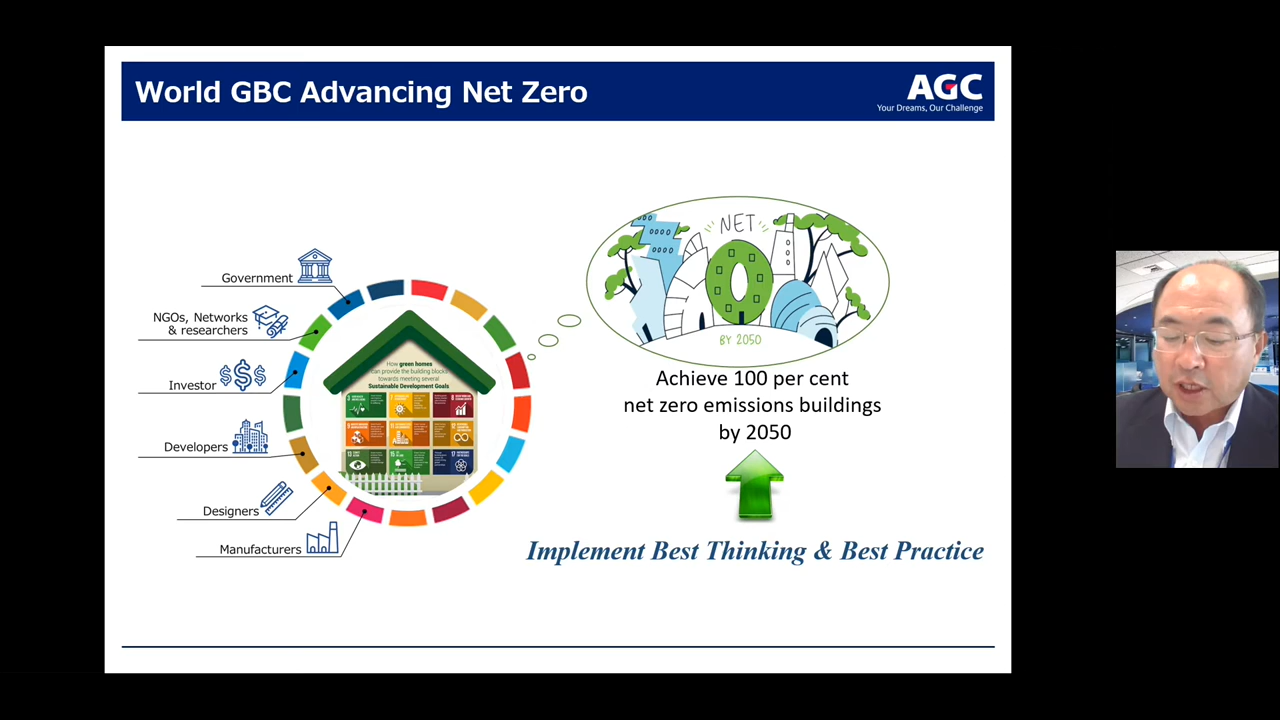 World GBC Advancing Net Zero
AGC
Your Dreams, Our Challenge
Government
NGOs, Networks
& researchers
Investor
Developers
Designers
Manufacturers
How green homes
can provide the building blocks
towards meeting several
Sustainable Development Goals
NET
BY 2050
Achieve 100 per cent
net zero emissions buildings
by 2050
Implement Best Thinking & Best Practice